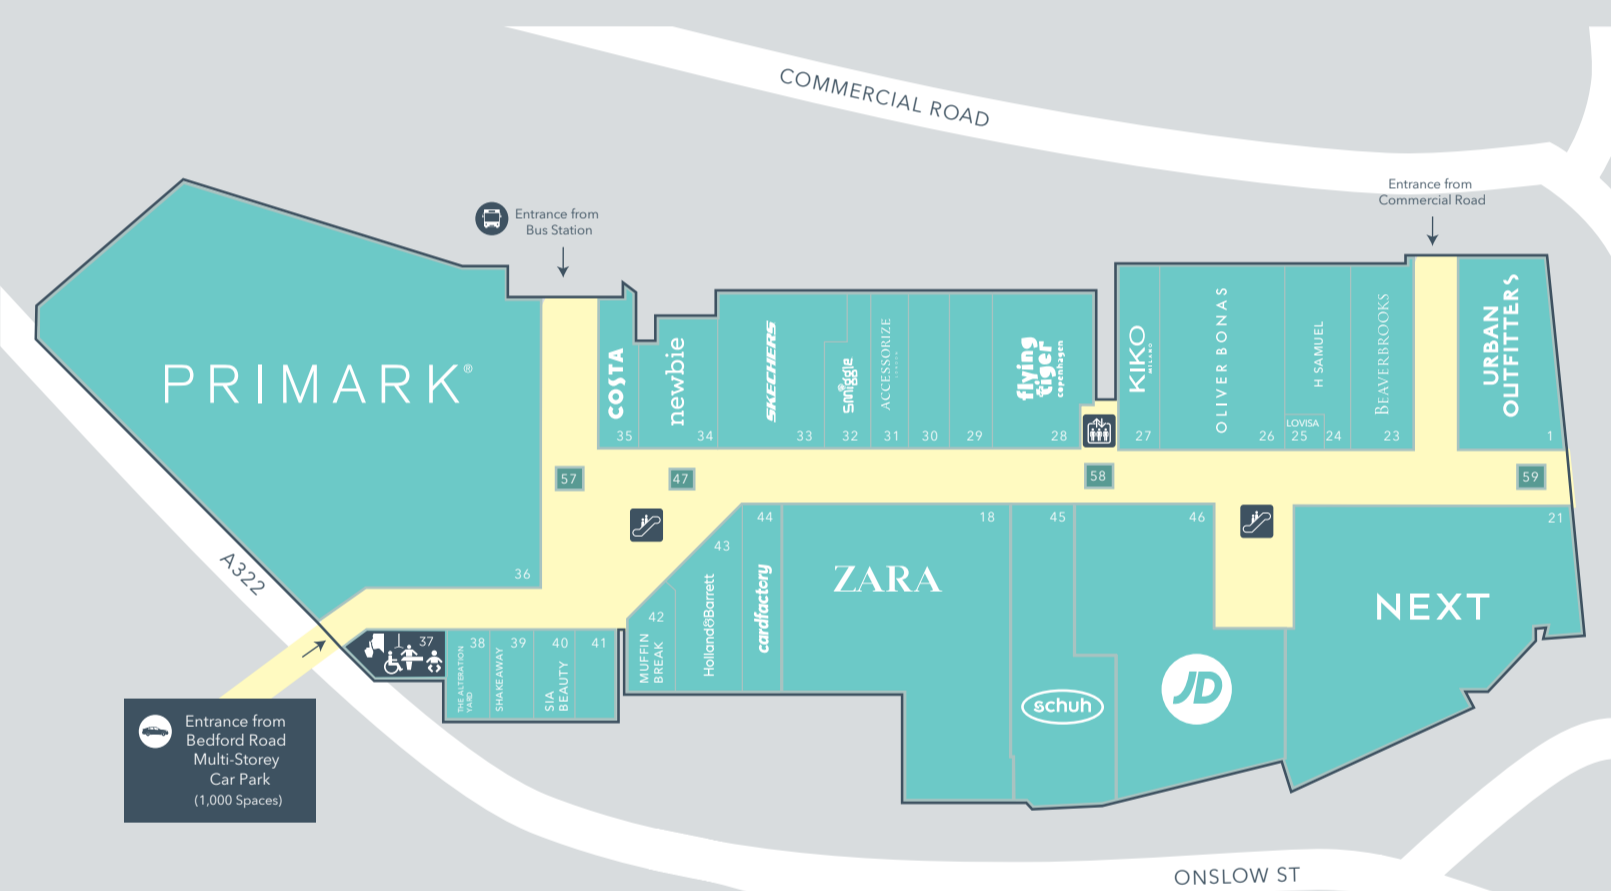 COMMERCIAL ROAD
Entrance from
Commercial Road
Entrance from
Bus Station
PRIMARK®
36
COSTA
35
newbie
34
SKECHERS
33
smiggle
32
ACCESSORIZE
31
30
29
flying
tiger
copenhagen
28
KIKO
MILANO
27
OLIVER BONAS
26
LOVISA
25
H SAMUEL
24
BEAVERBROOKS
23
URBAN
OUTFITTERS
1
57
47
58
59
44
43
42
18
45
46
21
MUFFIN
BREAK
Holland&Barrett
cardfactory
ZARA
schuh
JD
NEXT
A322
37
38
THE ALTERATION
YARD
39
SHAKEAWAY
40
SIA
BEAUTY
41
Entrance from
Bedford Road
Multi-Storey
Car Park
(1,000 Spaces)
ONSLOW ST